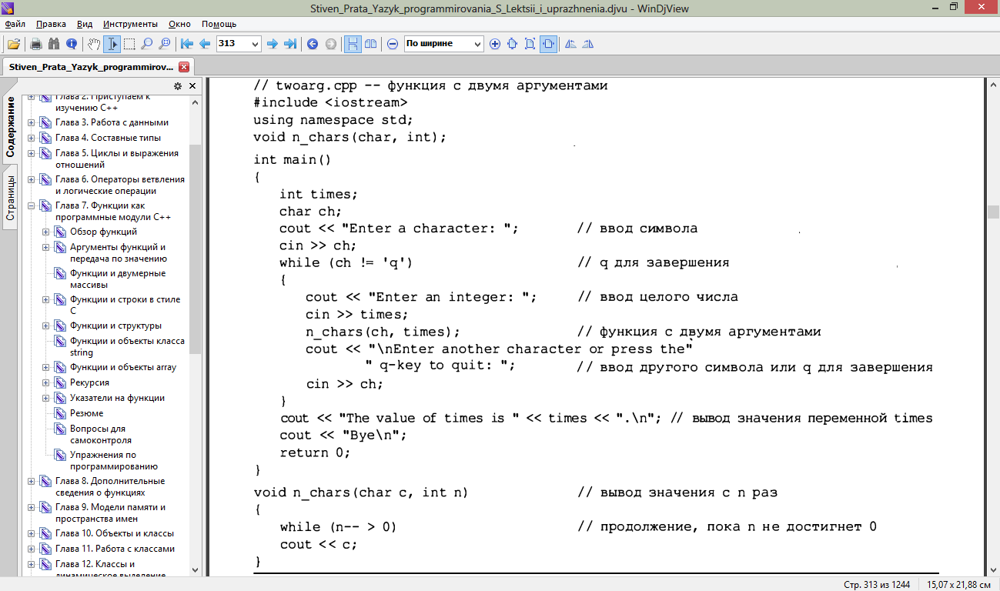 Stiven_Prata_Yazyk_programmirovania_S_Lektsii_i_uprazhnenia.djvu - WinDjView
Файл Правка Вид Инструменты Окно Помощь
313 По ширине
Stiven_Prata_Yazyk_programmirov...
Содержание
Страницы
Глава 2. Приступаем к
изучению C++
Глава 3. Работа с данными
Глава 4. Составные типы
Глава 5. Циклы и выражения
отношений
Глава 6. Операторы ветвления
и логические операции
Глава 7. Функции как
программные модули C++
Обзор функций
Аргументы функций и
передача по значению
Функции и двумерные
массивы
Функции и строки в стиле
C
Функции и структуры
Функции и объекты класса
string
Функции и объекты array
Рекурсия
Указатели на функции
Резюме
Вопросы для
самоконтроля
Упражнения по
программированию
Глава 8. Дополнительные
сведения о функциях
Глава 9. Модели памяти и
пространства имен
Глава 10. Объекты и классы
Глава 11. Работа с классами
Глава 12. Классы и
динамическое выделение
// twoarg.cpp -- функция с двумя аргументами
#include <iostream>
using namespace std;
void n_chars(char, int);
int main()
{
int times;
char ch;
cout << "Enter a character: "; // ввод символа
cin >> ch;
while (ch != 'q') // q для завершения
{
cout << "Enter an integer: "; // ввод целого числа
cin >> times;
n_chars(ch, times); // функция с двумя аргументами
cout << "\nEnter another character or press the"
" q-key to quit: "; // ввод другого символа или q для завершения
cin >> ch;
}
cout << "The value of times is " << times << ".\n"; // вывод значения переменной times
cout << "Bye\n";
return 0;
}
void n_chars(char c, int n) // вывод значения c n раз
{
while (n-- > 0) // продолжение, пока n не достигнет 0
cout << c;
}
Стр. 313 из 1244 15,07 x 21,88 см